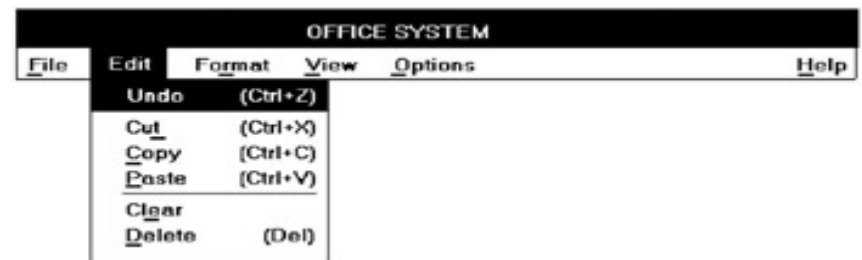 OFFICE SYSTEM
File Edit Format View Options Help
Undo (Ctrl+Z)
Cut (Ctrl+X)
Copy (Ctrl+C)
Paste (Ctrl+V)
Clear
Delete (Del)